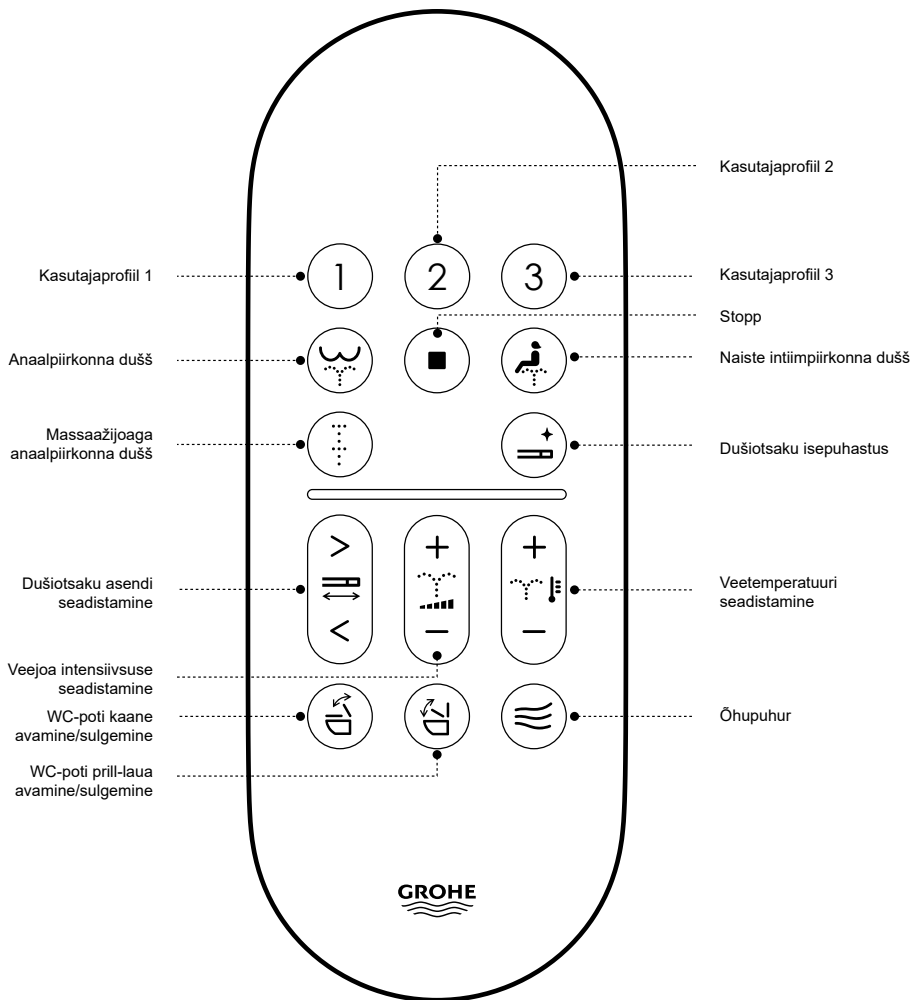 Kasutajaprofiil 2
Kasutajaprofiil 1
1
2
3
Kasutajaprofiil 3
Stopp
Anaalpiirkonna dušš
Naiste intiimpiirkonna dušš
Massaažijoaga
anaalpiirkonna dušš
Dušiotsaku isepuhastus
Dušiotsaku asendi
seadistamine
Veetemperatuuri
seadistamine
Veejoa intensiivsuse
seadistamine
WC-poti kaane
avamine/sulgemine
Õhupuhur
WC-poti prill-laua
avamine/sulgemine
GROHE